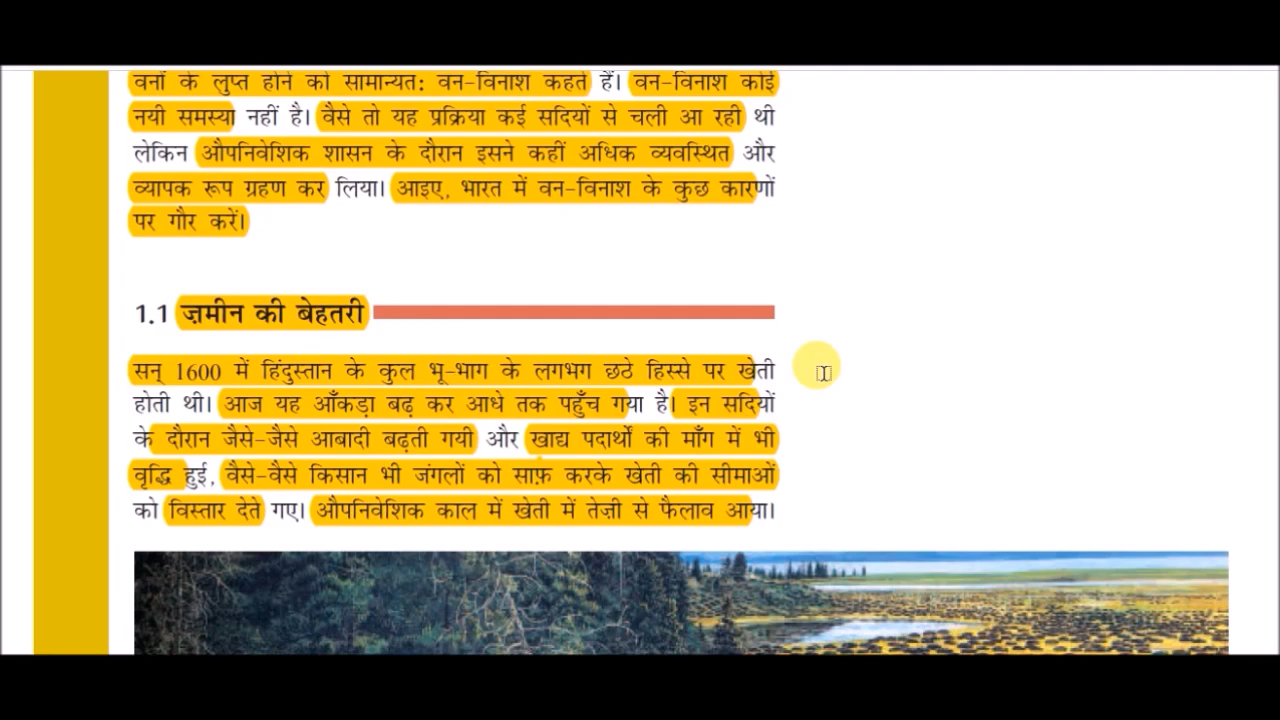 वनों के लुप्त होने को सामान्यत: वन-विनाश कहते हैं। वन-विनाश कोई
नयी समस्या नहीं है। वैसे तो यह प्रक्रिया कई सदियों से चली आ रही थी
लेकिन औपनिवेशिक शासन के दौरान इसने कहीं अधिक व्यवस्थित और
व्यापक रूप ग्रहण कर लिया। आइए, भारत में वन-विनाश के कुछ कारणों
पर गौर करें।
1.1 ज़मीन की बेहतरी
सन् 1600 में हिंदुस्तान के कुल भू-भाग के लगभग छठे हिस्से पर खेती
होती थी। आज यह आँकड़ा बढ़ कर आधे तक पहुँच गया है। इन सदियों
के दौरान जैसे-जैसे आबादी बढ़ती गयी और खाद्य पदार्थों की माँग में भी
वृद्धि हुई, वैसे-वैसे किसान भी जंगलों को साफ़ करके खेती की सीमाओं
को विस्तार देते गए। औपनिवेशिक काल में खेती में तेज़ी से फैलाव आया।